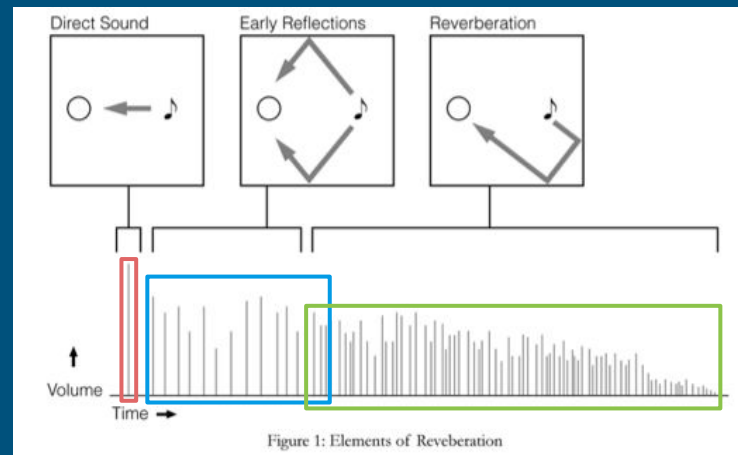 Direct Sound
Early Reflections
Reverberation
Volume
Time
Figure 1: Elements of Reveberation